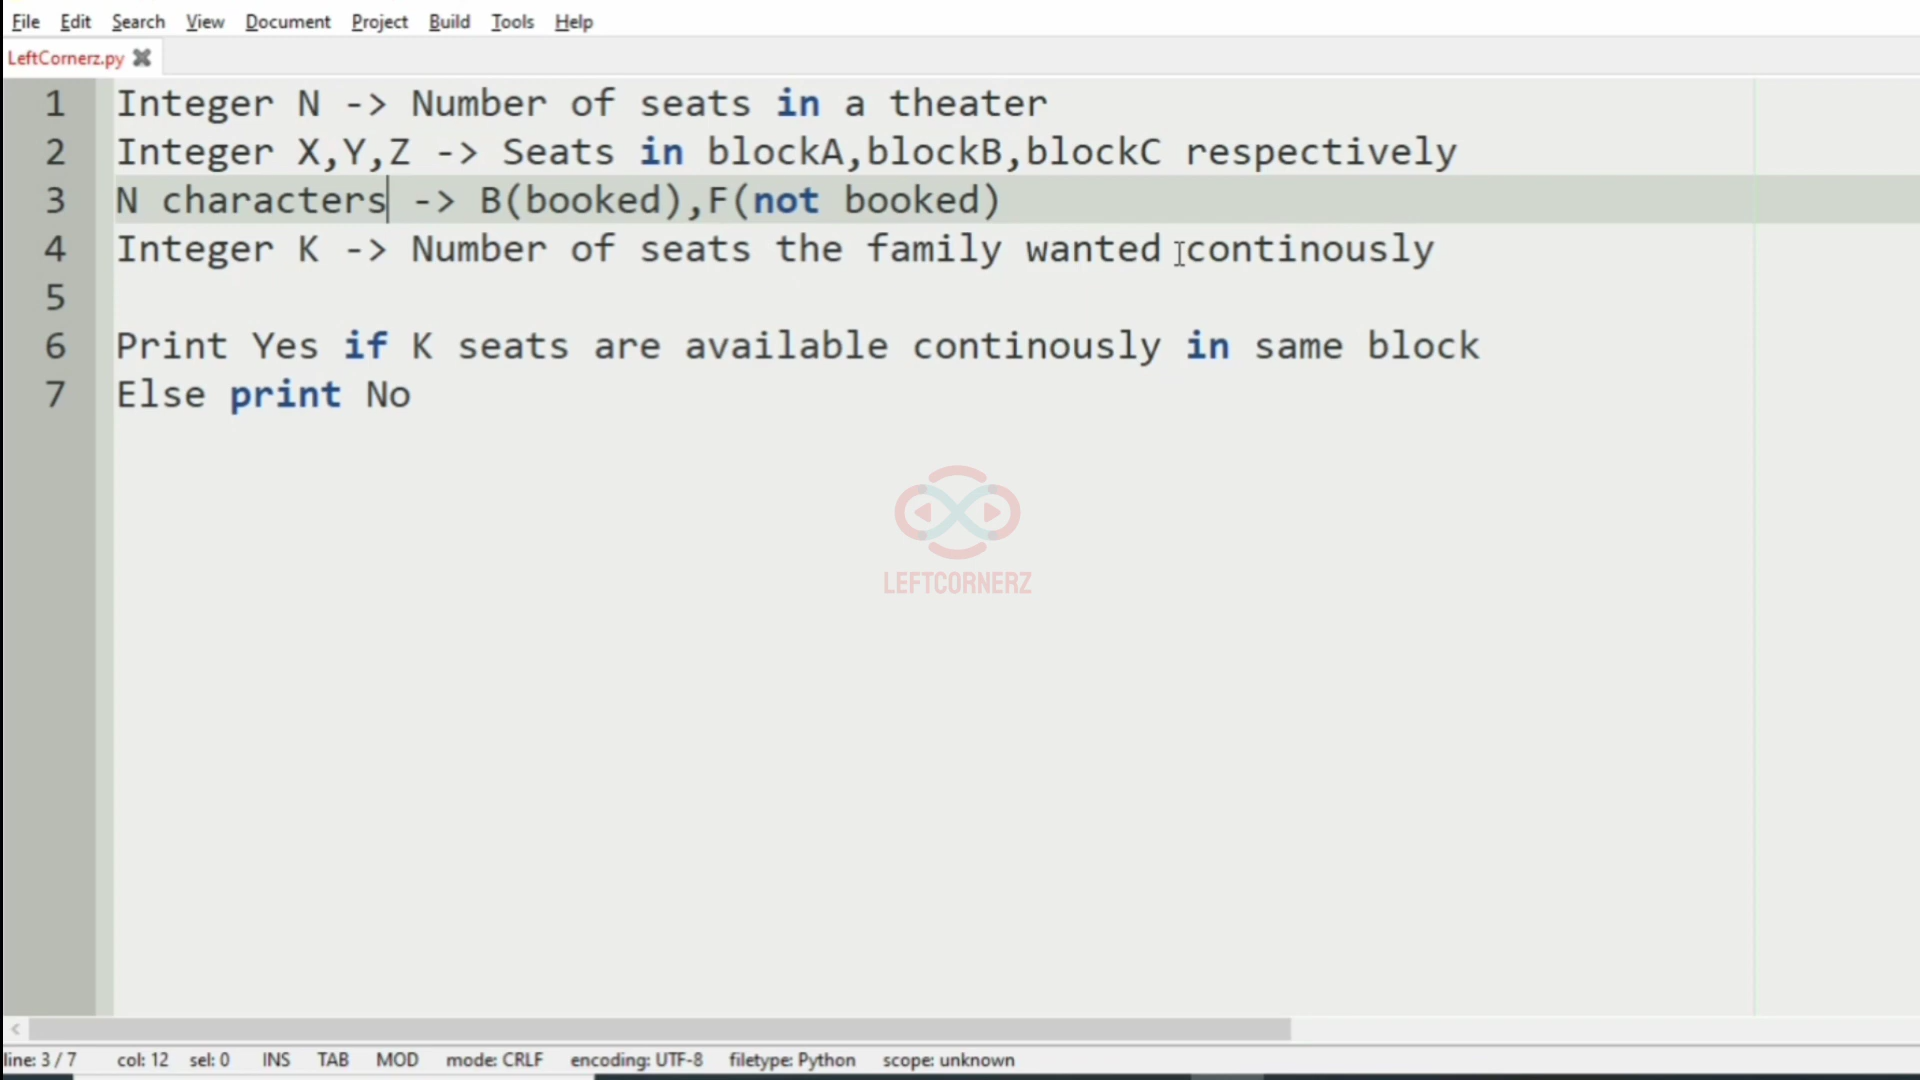 File Edit Search View Document Project Build Tools Help
LeftCornerz.py
1 Integer N -> Number of seats in a theater
2 Integer X,Y,Z -> Seats in blockA,blockB,blockC respectively
3 N characters -> B(booked),F(not booked)
4 Integer K -> Number of seats the family wanted continously
5
6 Print Yes if K seats are available continously in same block
7 Else print No
LEFTCORNERZ
line: 3 / 7 col: 12 sel: 0 INS TAB MOD mode: CRLF encoding: UTF-8 filetype: Python scope: unknown